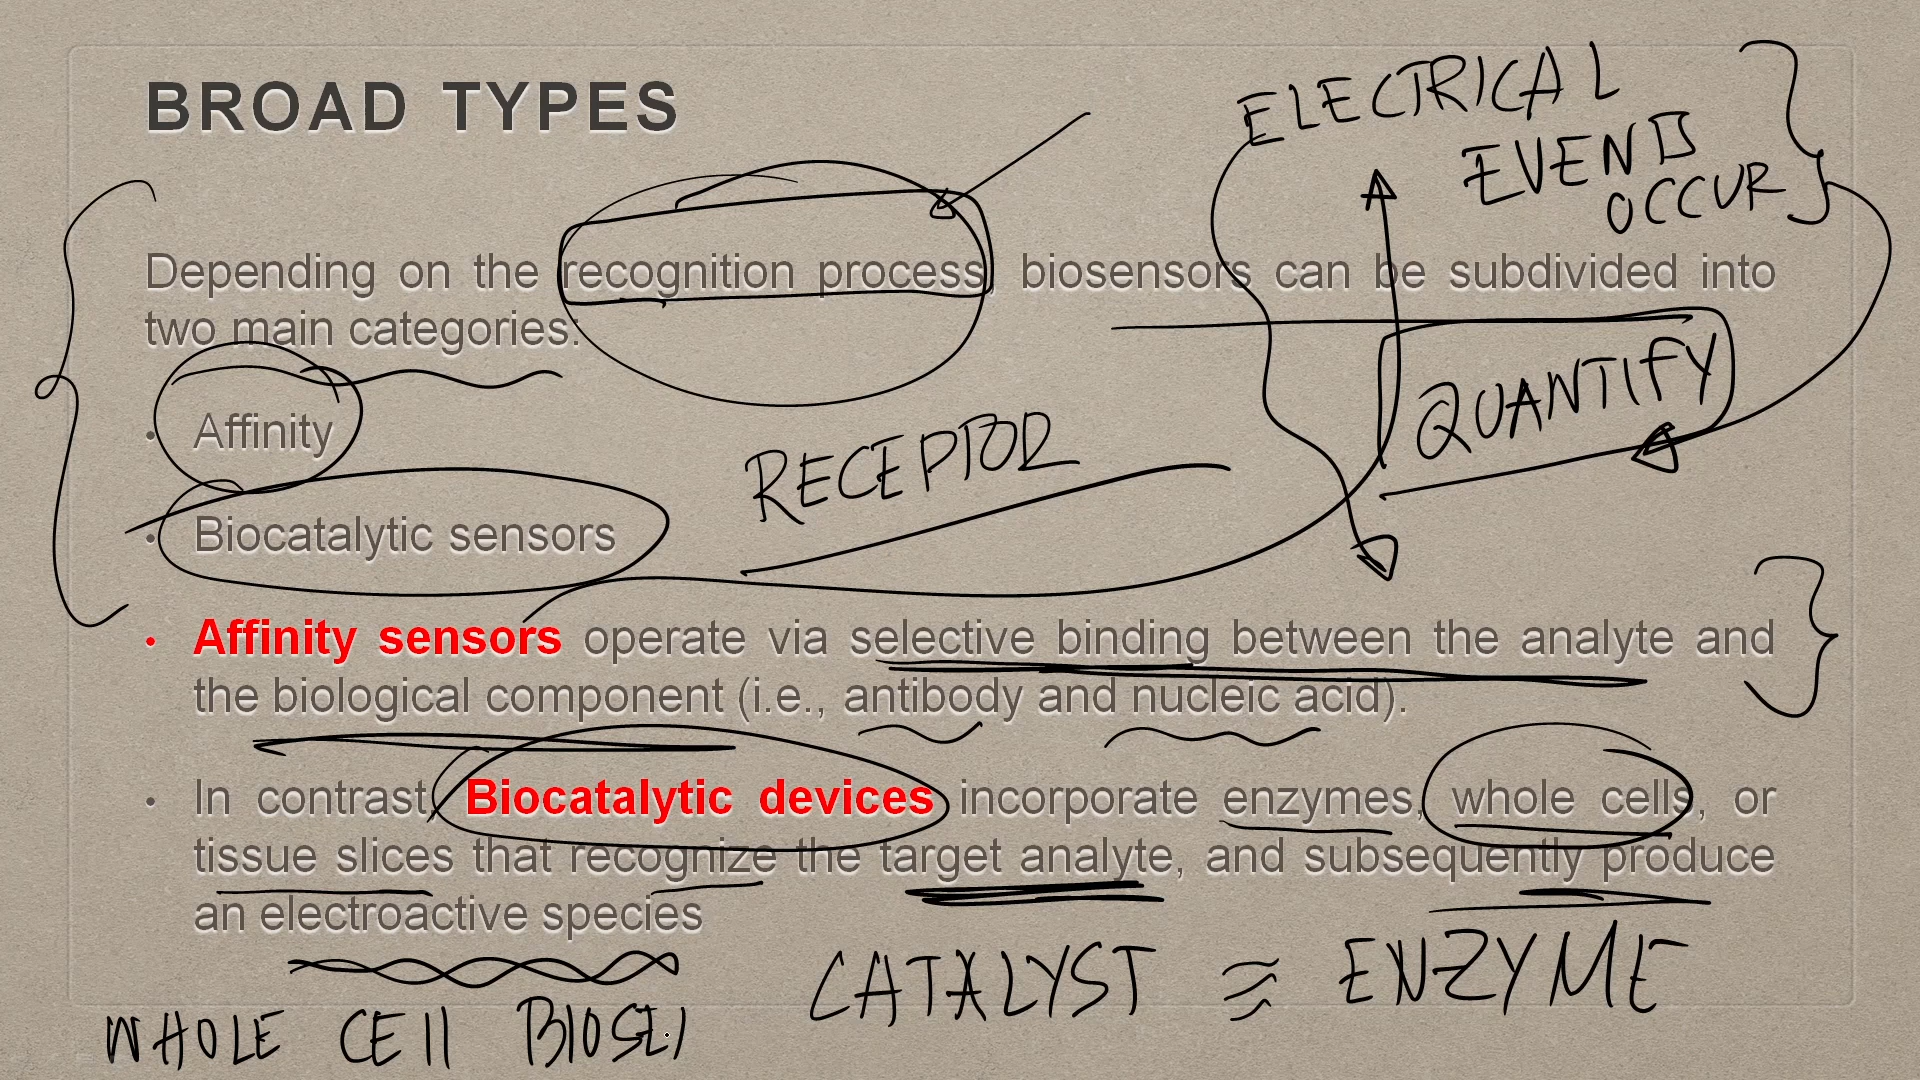 BROAD TYPES
ELECTRICAL
EVENTS
OCCUR
Depending on the recognition process, biosensors can be subdivided into
two main categories:
QUANTIFY
• Affinity
RECEPTOR
• Biocatalytic sensors
• Affinity sensors operate via selective binding between the analyte and
the biological component (i.e., antibody and nucleic acid).
• In contrast, Biocatalytic devices incorporate enzymes, whole cells, or
tissue slices that recognize the target analyte, and subsequently produce
an electroactive species
CATALYST ≈ ENZYME
WHOLE CEll